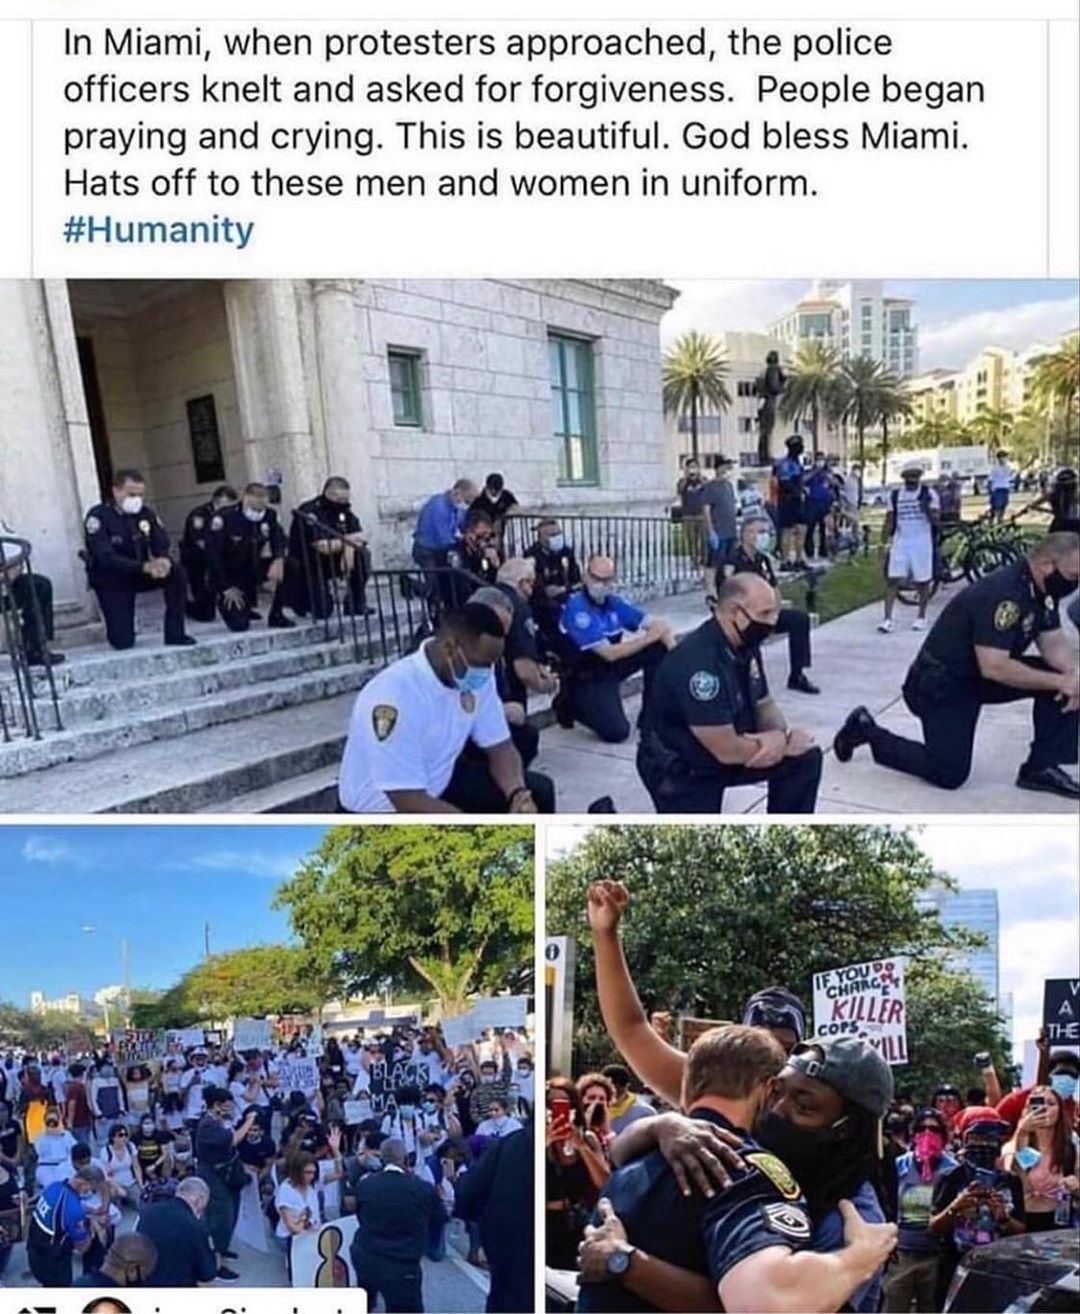 In Miami, when protesters approached, the police
officers knelt and asked for forgiveness. People began
praying and crying. This is beautiful. God bless Miami.
Hats off to these men and women in uniform.
#Humanity
BLACK
MA
IF YOU DO
CHARGE
KILLER
COPS
A
THE